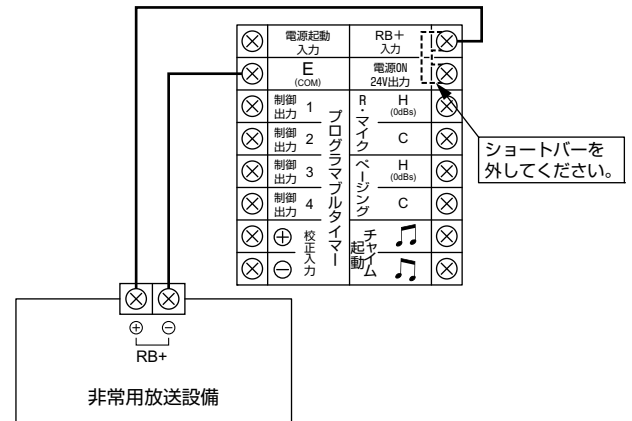 電源起動
入力
RB+
入力
E
(COM)
電源ON
24V出力
制御
出力 1
制御
出力 2
制御
出力 3
制御
出力 4
プログラマブルタイマー
R・マイク
H
(0dBs)
C
ページング
H
(0dBs)
C
⊕
⊖
校正入力
チャイム
起動
ショートバーを
外してください。
⊕ ⊖
RB+
非常用放送設備